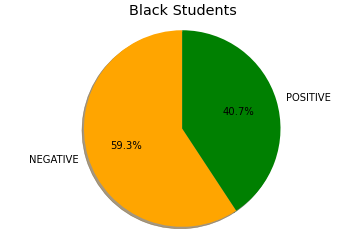 Black Students
40.7%
POSITIVE
59.3%
NEGATIVE